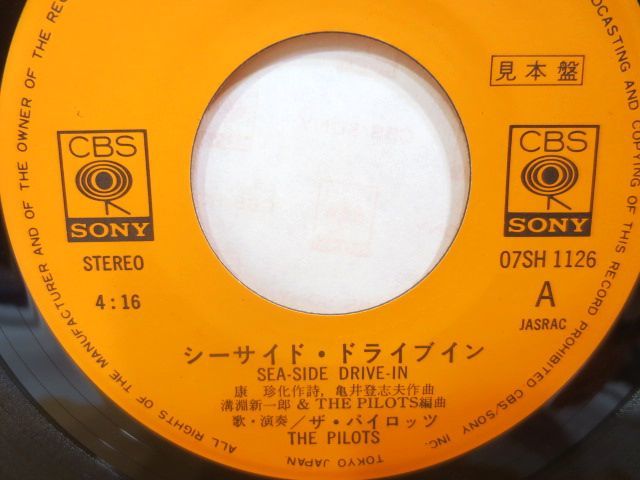 ALL RIGHTS OF THE MANUFACTURER AND OF THE OWNER OF THE REC
OADCASTING AND COPYING OF THIS RECORD PROHIBITED CBS/SONY INC.
TOKYO JAPAN
見本盤
CBS
SONY
CBS
SONY
STEREO
4:16
07SH 1126
A
JASRAC
シーサイド・ドライブイン
SEA-SIDE DRIVE-IN
康 珍化作詩, 亀井登志夫作曲
溝淵新一郎 & THE PILOTS編曲
歌・演奏/ザ・パイロッツ
THE PILOTS